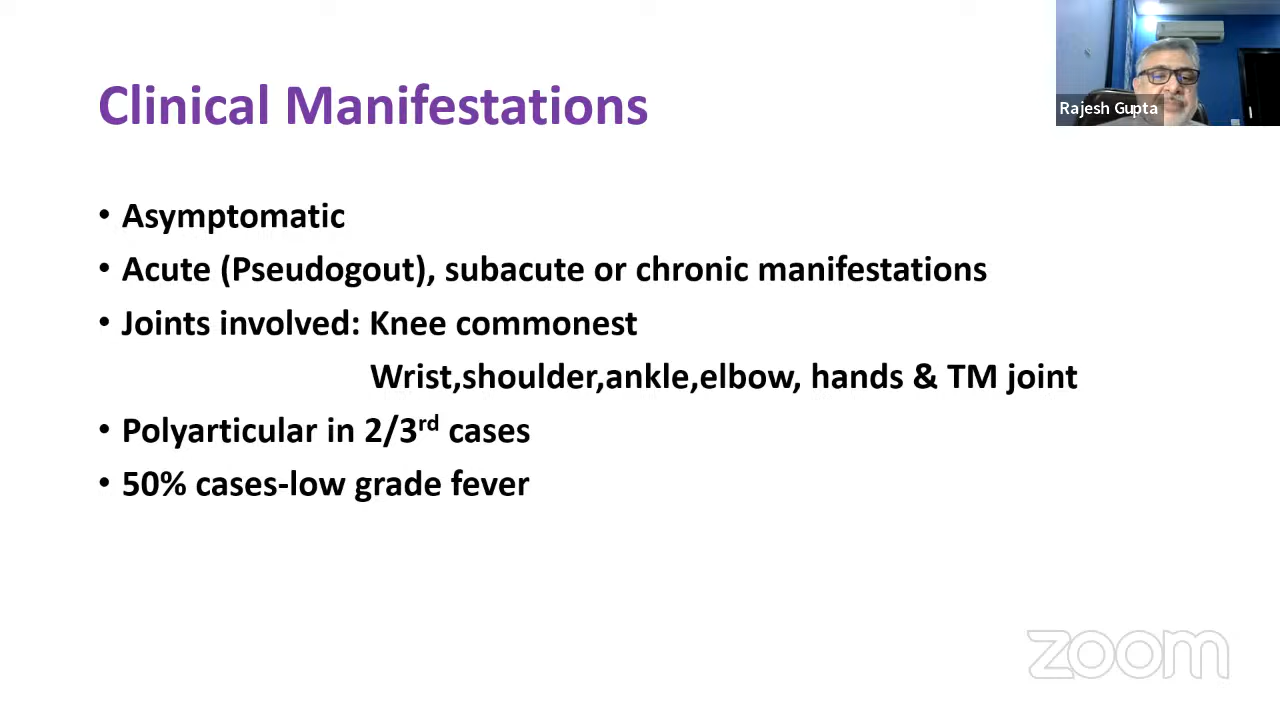 Clinical Manifestations
Rajesh Gupta
• Asymptomatic
• Acute (Pseudogout), subacute or chronic manifestations
• Joints involved: Knee commonest
Wrist,shoulder,ankle,elbow, hands & TM joint
• Polyarticular in 2/3rd cases
• 50% cases-low grade fever
zoom